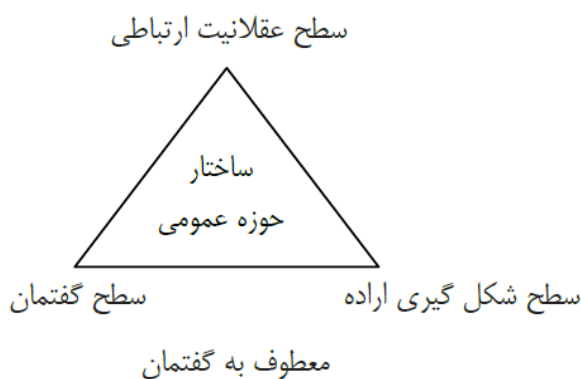 سطح عقلانیت ارتباطی
ساختار
حوزه عمومی
سطح شکل گیری اراده
سطح گفتمان
معطوف به گفتمان